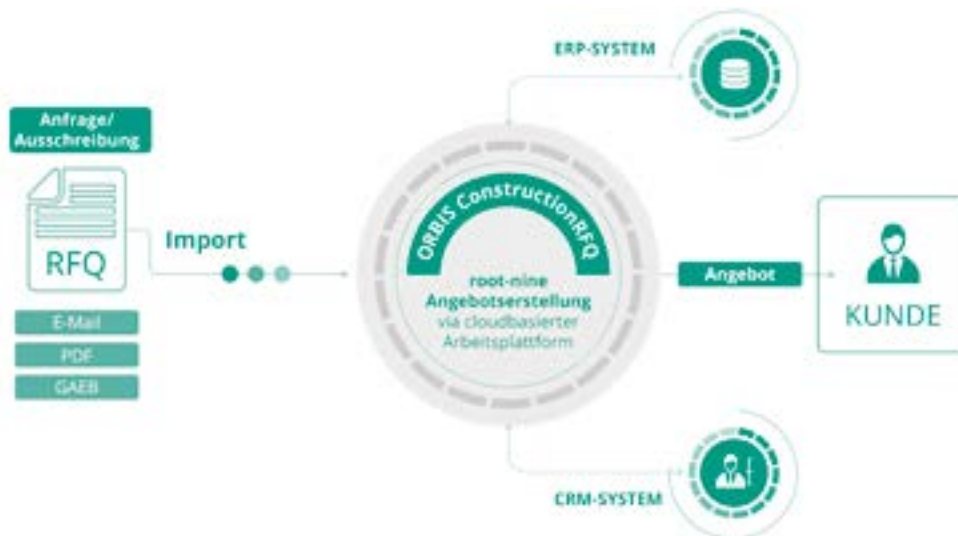 ERP-SYSTEM
Anfrage/
Ausschreibung
RFQ
Import
E-Mail
PDF
GAEB
ORBIS ConstructionRFQ
root-nine
Angebotserstellung
via cloudbasierter
Arbeitsplattform
Angebot
KUNDE
CRM-SYSTEM